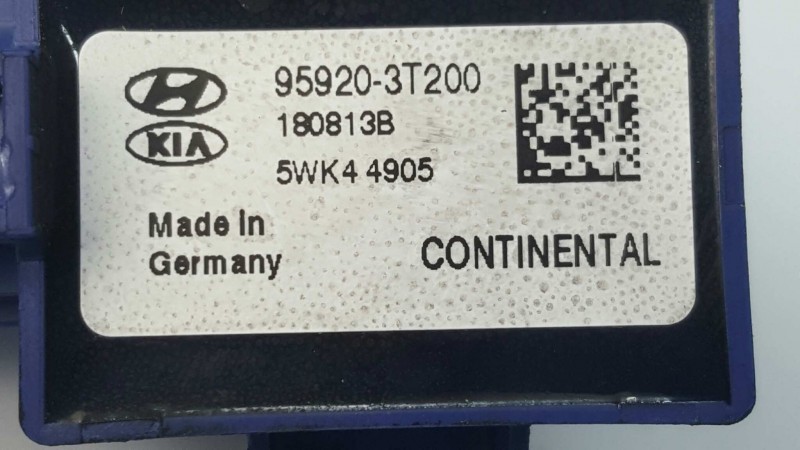 95920-3T200
180813B
KIA
5WK4 4905
Made in
Germany
CONTINENTAL